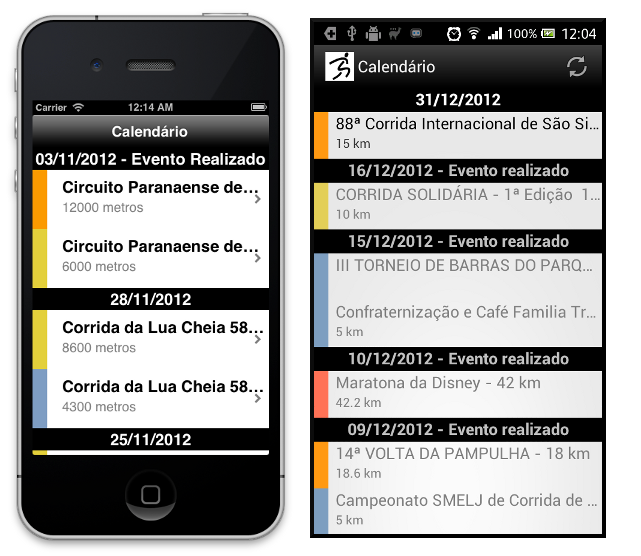 Carrier 12:14 AM
Calendário
03/11/2012 - Evento Realizado
Circuito Paranaense de...
12000 metros
Circuito Paranaense de...
6000 metros
28/11/2012
Corrida da Lua Cheia 58...
8600 metros
Corrida da Lua Cheia 58...
4300 metros
25/11/2012
100% 12:04
Calendário
31/12/2012
88ª Corrida Internacional de São Si...
15 km
16/12/2012 - Evento realizado
CORRIDA SOLIDÁRIA - 1ª Edição 1...
10 km
15/12/2012 - Evento realizado
III TORNEIO DE BARRAS DO PARQ...
Confraternização e Café Familia Tr...
5 km
10/12/2012 - Evento realizado
Maratona da Disney - 42 km
42.2 km
09/12/2012 - Evento realizado
14ª VOLTA DA PAMPULHA - 18 km
18.6 km
Campeonato SMELJ de Corrida de ...
5 km